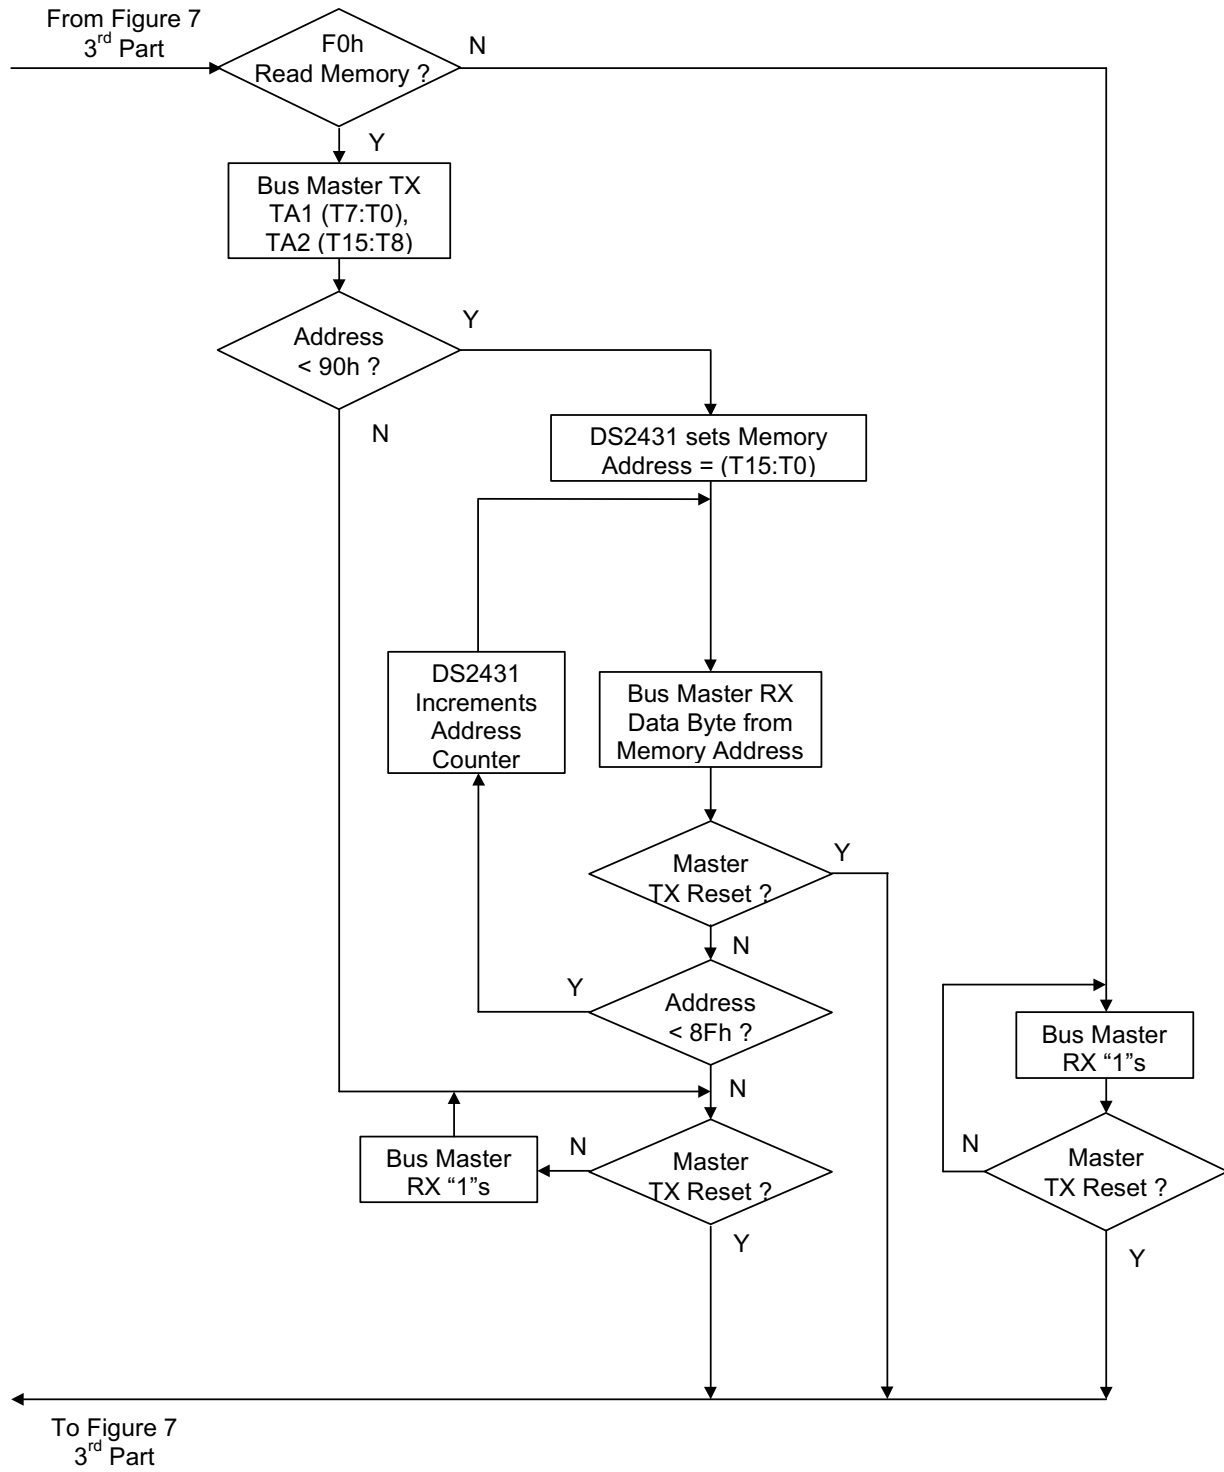 From Figure 7
3rd Part
F0h
Read Memory ?
N
Y
Bus Master TX
TA1 (T7:T0),
TA2 (T15:T8)
Address
< 90h ?
Y
N
DS2431 sets Memory
Address = (T15:T0)
DS2431
Increments
Address
Counter
Bus Master RX
Data Byte from
Memory Address
Master
TX Reset ?
Y
N
Address
< 8Fh ?
Y
N
Bus Master
RX “1”s
N
Master
TX Reset ?
Y
Bus Master
RX “1”s
N
Master
TX Reset ?
Y
To Figure 7
3rd Part